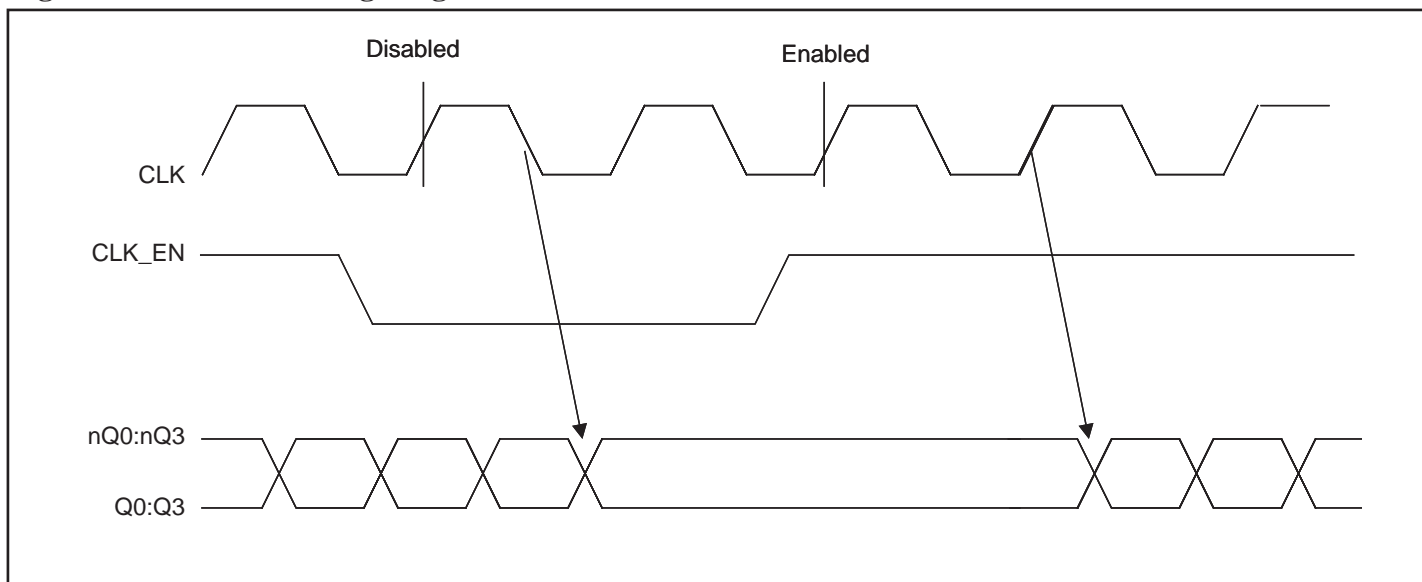 Disabled
Enabled
CLK
CLK_EN
nQ0:nQ3
Q0:Q3